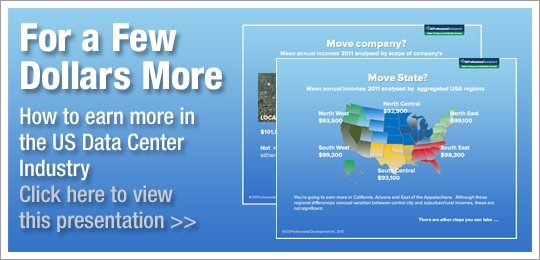 For a Few
Dollars More
How to earn more in
the US Data Center
Industry
Click here to view
this presentation >>
Move company?
Mean annual incomes 2011 analysed by scope of company's
DCProfessionalDevelopment
LOCA
$101,
Not
either
Move State?
Mean annual incomes 2011 analysed by aggregated USA regions
DCProfessionalDevelopment
North Central
$92,900
North West
$93,500
North East
$99,100
South West
$99,300
South East
$98,300
South Central
$93,100
You're going to earn more in California, Arizona and East of the Appalachians. Although these
regional differences conceal variation between central city and suburban/rural incomes, these are
not significant.
There are other steps you can take ....
©DCProfessional Development Inc. 2012